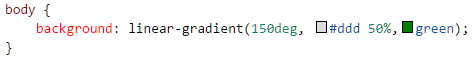 body {
    background: linear-gradient(150deg, #ddd 50%,green);
}